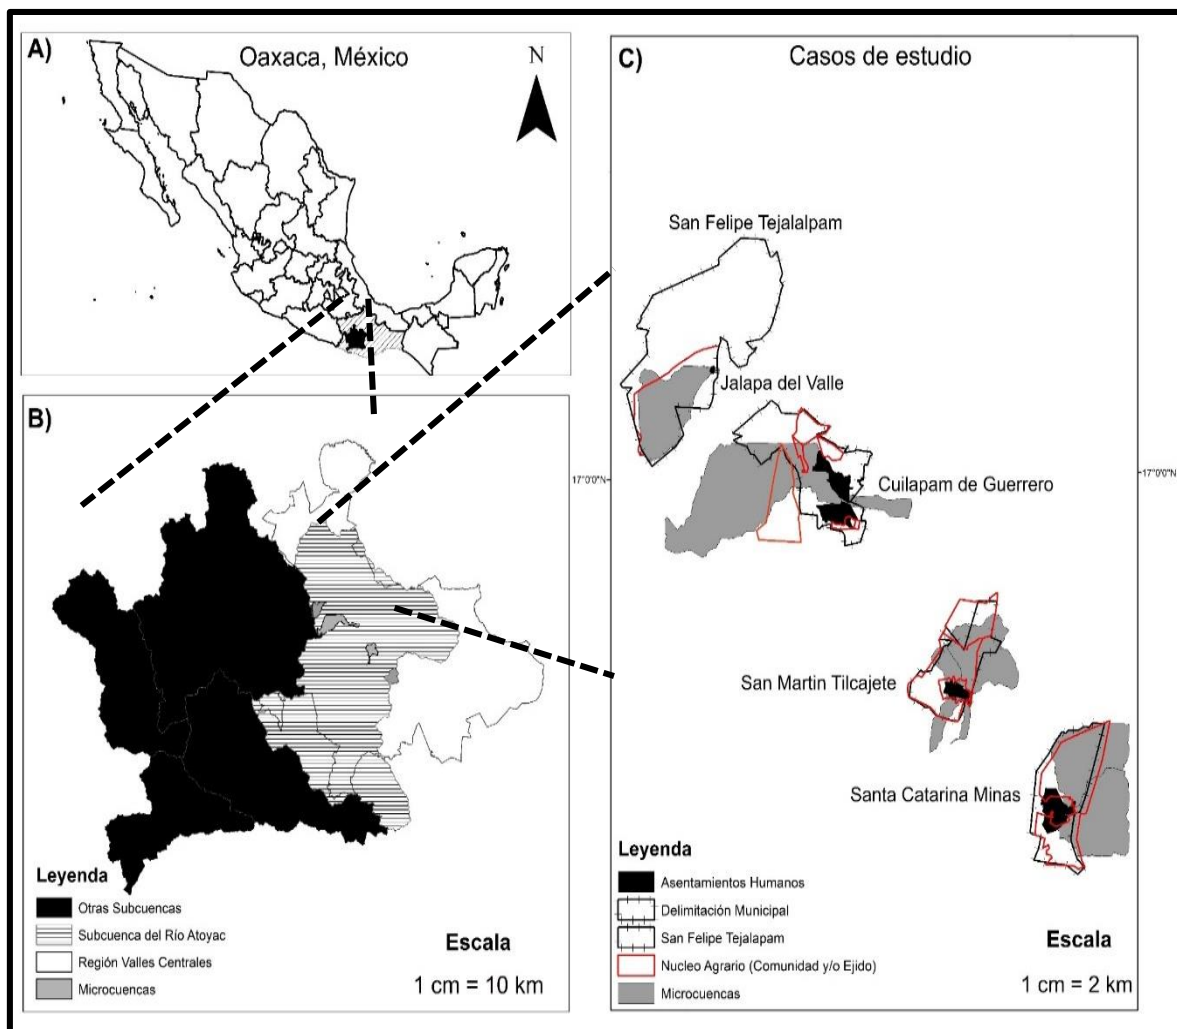 A)
Oaxaca, México
N
B)
Leyenda
Otras Subcuencas
Subcuenca del Río Atoyac
Región Valles Centrales
Microcuencas
Escala
1 cm = 10 km
C)
Casos de estudio
San Felipe Tejalalpam
Jalapa del Valle
17°0'0"N
17°0'0"N
Cuilapam de Guerrero
San Martin Tilcajete
Santa Catarina Minas
Leyenda
Asentamientos Humanos
Delimitación Municipal
San Felipe Tejalapam
Nucleo Agrario (Comunidad y/o Ejido)
Microcuencas
Escala
1 cm = 2 km